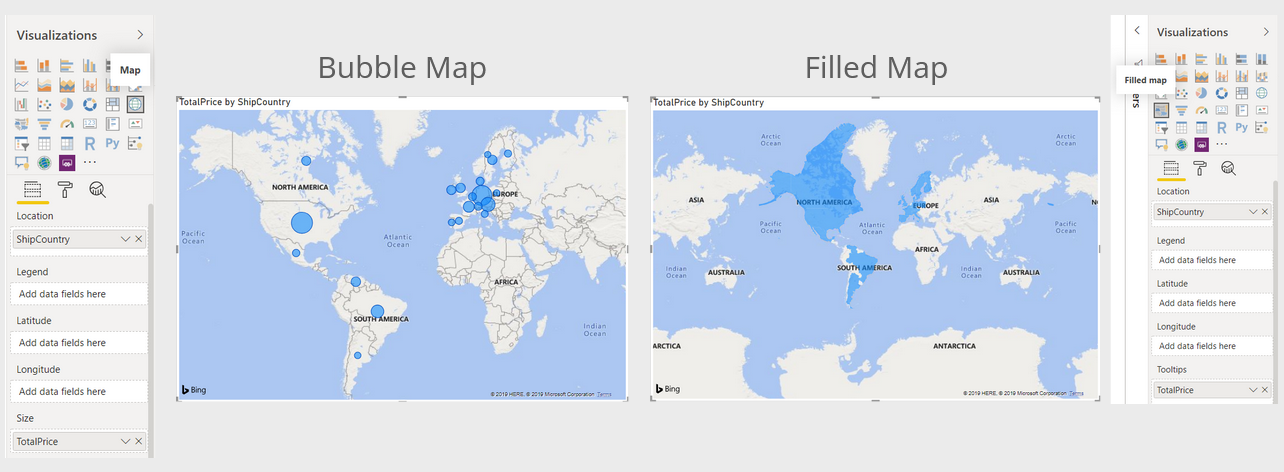 Visualizations
Map
R
Py
Location
ShipCountry
Legend
Add data fields here
Latitude
Add data fields here
Longitude
Add data fields here
Size
TotalPrice
Bubble Map
TotalPrice by ShipCountry
NORTH AMERICA
EUROPE
Pacific
Ocean
Atlantic
Ocean
AFRICA
SOUTH AMERICA
Indian
Ocean
Bing
© 2019 HERE, © 2019 Microsoft Corporation Terms
Filled Map
TotalPrice by ShipCountry
Arctic
Ocean
Arctic
Ocean
ASIA
NORTH AMERICA
EUROPE
ASIA
NO
Pacific
Ocean
Atlantic
Ocean
Pacific
Ocean
AFRICA
Indian
Ocean
AUSTRALIA
SOUTH AMERICA
Indian
Ocean
AUSTRALIA
ARCTICA
ANTARCTICA
Bing
© 2019 HERE, © 2019 Microsoft Corporation Terms
Visualizations
Filled map
ers
R
Py
Location
ShipCountry
Legend
Add data fields here
Latitude
Add data fields here
Longitude
Add data fields here
Tooltips
TotalPrice